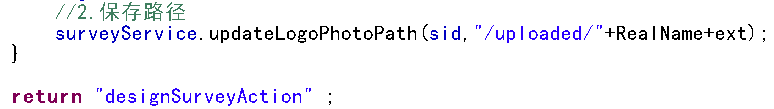 //2.保存路径
surveyService.updateLogoPhotoPath(sid,"/uploaded/"+RealName+ext);
}
return "designSurveyAction" ;